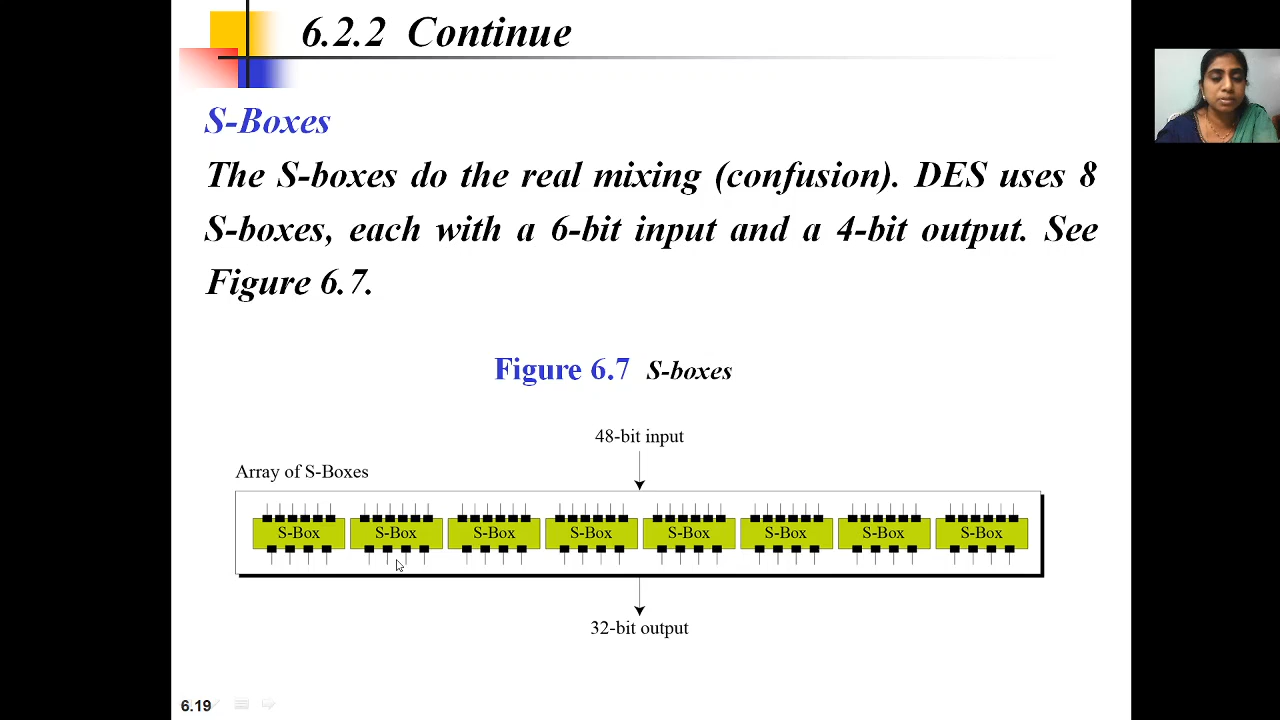 6.2.2 Continue
S-Boxes
The S-boxes do the real mixing (confusion). DES uses 8
S-boxes, each with a 6-bit input and a 4-bit output. See
Figure 6.7.
Figure 6.7 S-boxes
48-bit input
Array of S-Boxes
S-Box S-Box S-Box S-Box S-Box S-Box S-Box S-Box
32-bit output
6.19